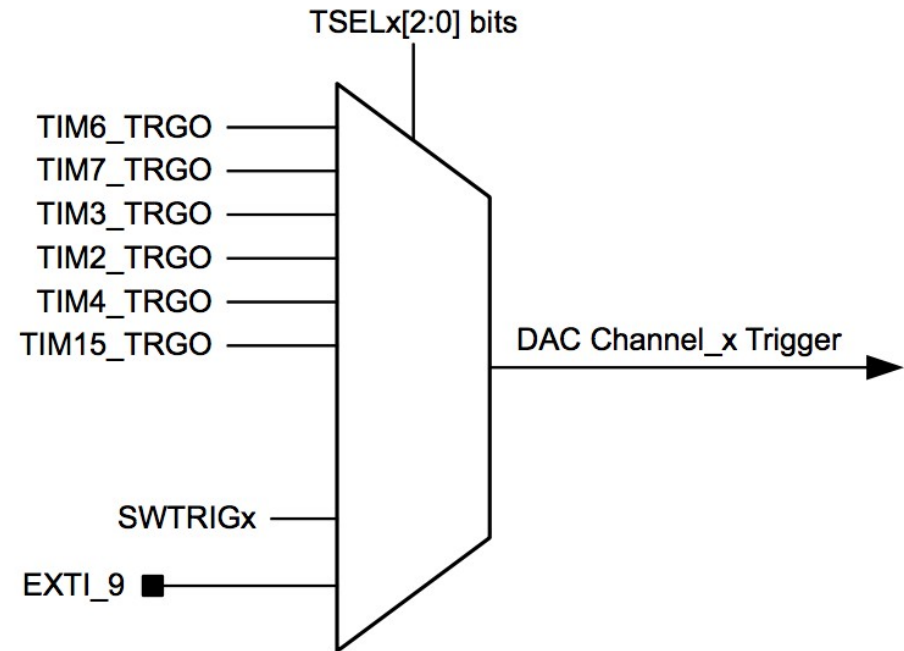 TSELx[2:0] bits
TIM6_TRGO
TIM7_TRGO
TIM3_TRGO
TIM2_TRGO
TIM4_TRGO
TIM15_TRGO
DAC Channel_x Trigger
SWTRIGx
EXTI_9